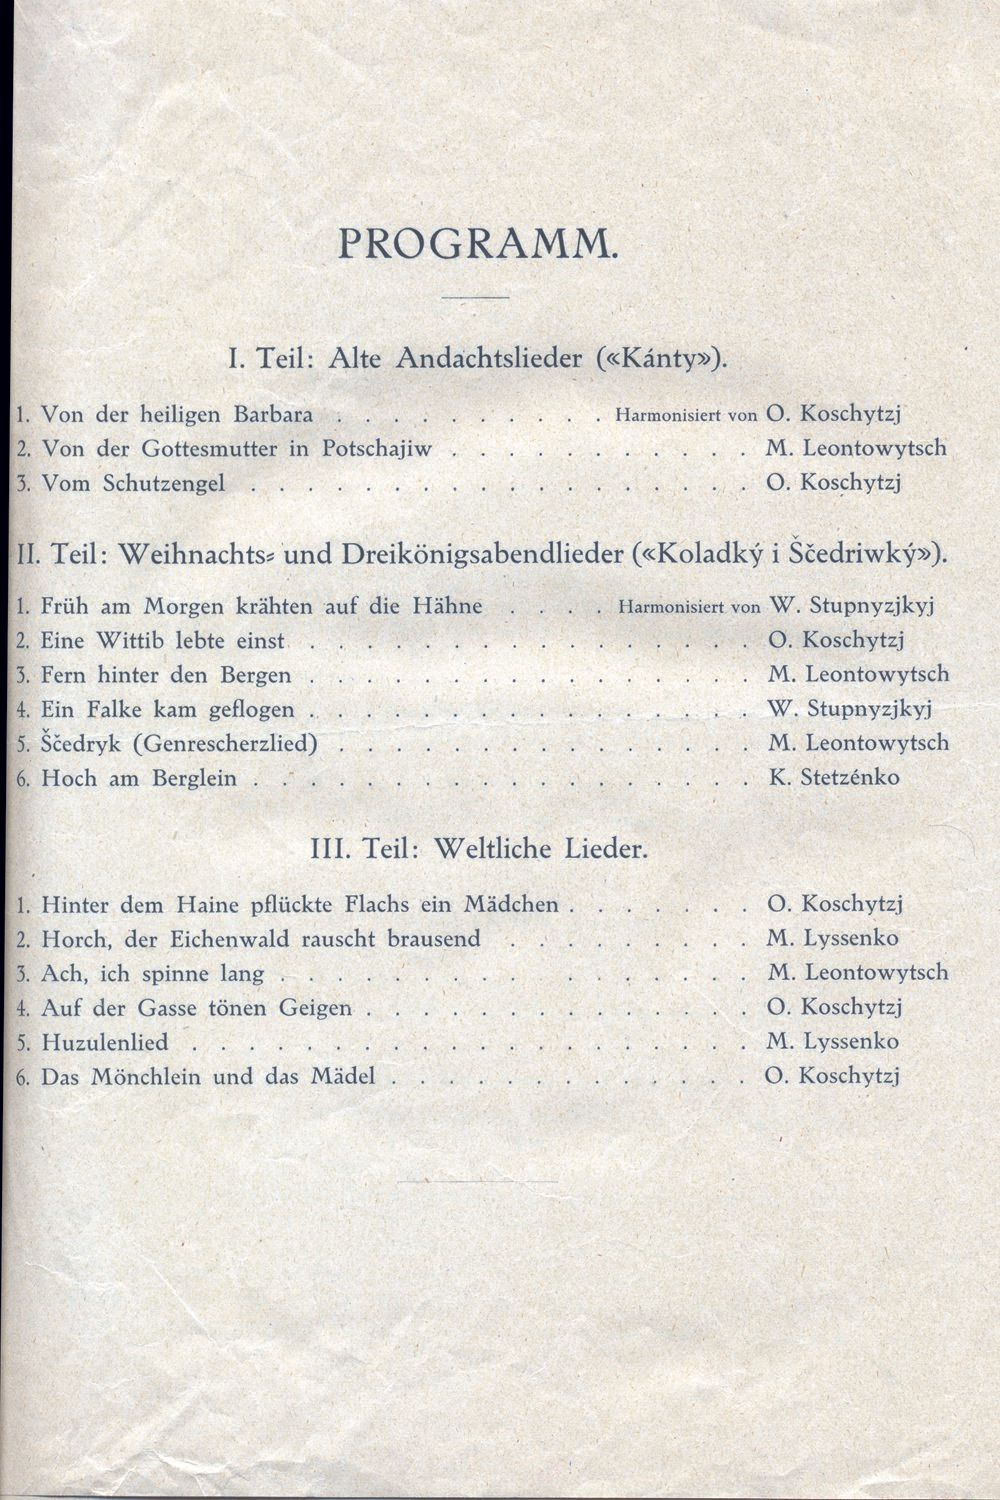 PROGRAMM.
I. Teil: Alte Andachtslieder («Kánty»).
1. Von der heiligen Barbara . . . . . . . . . . Harmonisiert von O. Koschytzj
2. Von der Gottesmutter in Potschajiw . . . . . . . . . . . M. Leontowytsch
3. Vom Schutzengel . . . . . . . . . . . . . . . . . . O. Koschytzj
II. Teil: Weihnachts- und Dreikönigsabendlieder («Koladký i Ščedriwký»).
1. Früh am Morgen krähten auf die Hähne . . . . Harmonisiert von W. Stupnyzjkyj
2. Eine Wittib lebte einst . . . . . . . . . . . . . . . . O. Koschytzj
3. Fern hinter den Bergen . . . . . . . . . . . . . . . . M. Leontowytsch
4. Ein Falke kam geflogen . . . . . . . . . . . . . . . . W. Stupnyzjkyj
5. Ščedryk (Genrescherzlied) . . . . . . . . . . . . . . . M. Leontowytsch
6. Hoch am Berglein . . . . . . . . . . . . . . . . . . K. Stetzénko
III. Teil: Weltliche Lieder.
1. Hinter dem Haine pflückte Flachs ein Mädchen . . . . . . . O. Koschytzj
2. Horch, der Eichenwald rauscht brausend . . . . . . . . . M. Lyssenko
3. Ach, ich spinne lang . . . . . . . . . . . . . . . . . M. Leontowytsch
4. Auf der Gasse tönen Geigen . . . . . . . . . . . . . . O. Koschytzj
5. Huzulenlied . . . . . . . . . . . . . . . . . . . . M. Lyssenko
6. Das Mönchlein und das Mädel . . . . . . . . . . . . . O. Koschytzj